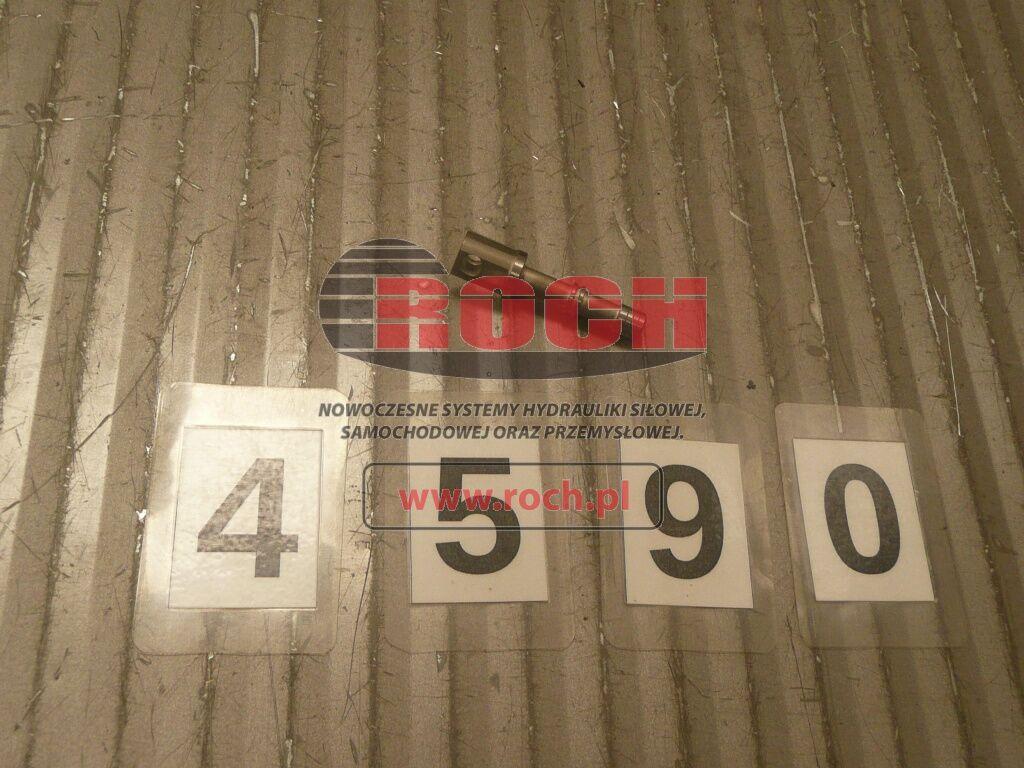 ROCH
NOWOCZESNE SYSTEMY HYDRAULIKI SIŁOWEJ,
SAMOCHODOWEJ ORAZ PRZEMYSŁOWEJ.
www.roch.pl
4 5 9 0